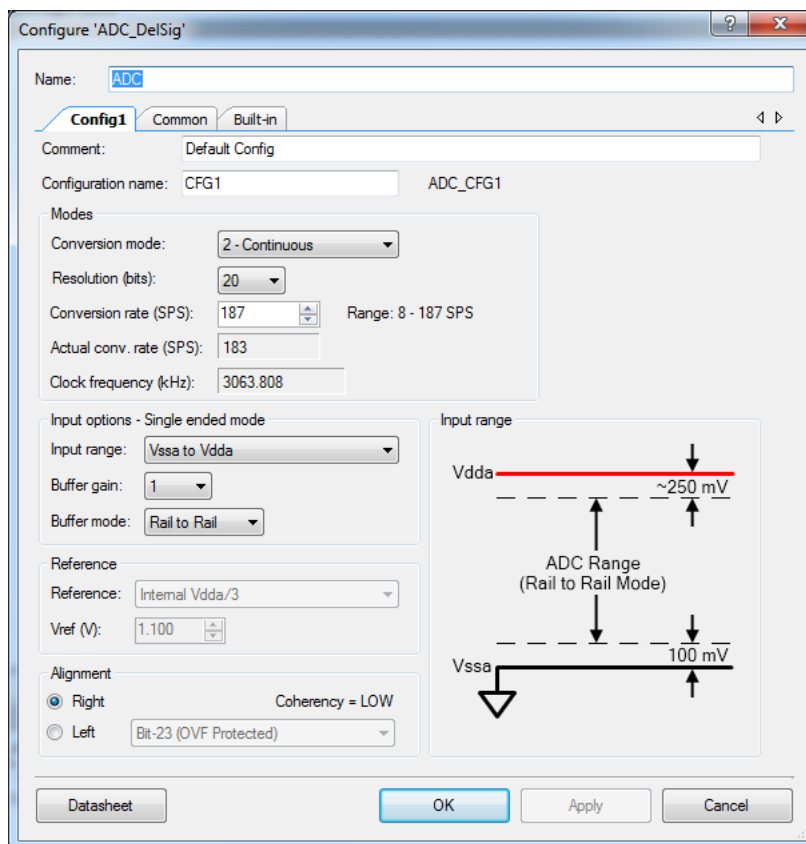 Configure 'ADC_DelSig'
Name: ADC
Config1 Common Built-in
Comment: Default Config
Configuration name: CFG1 ADC_CFG1
Modes
Conversion mode: 2 - Continuous
Resolution (bits): 20
Conversion rate (SPS): 187 Range: 8 - 187 SPS
Actual conv. rate (SPS): 183
Clock frequency (kHz): 3063.808
Input options - Single ended mode
Input range: Vssa to Vdda
Buffer gain: 1
Buffer mode: Rail to Rail
Input range
Vdda
~250 mV
ADC Range
(Rail to Rail Mode)
100 mV
Vssa
Reference
Reference: Internal Vdda/3
Vref (V): 1.100
Alignment
Right Coherency = LOW
Left Bit-23 (OVF Protected)
Datasheet OK Apply Cancel